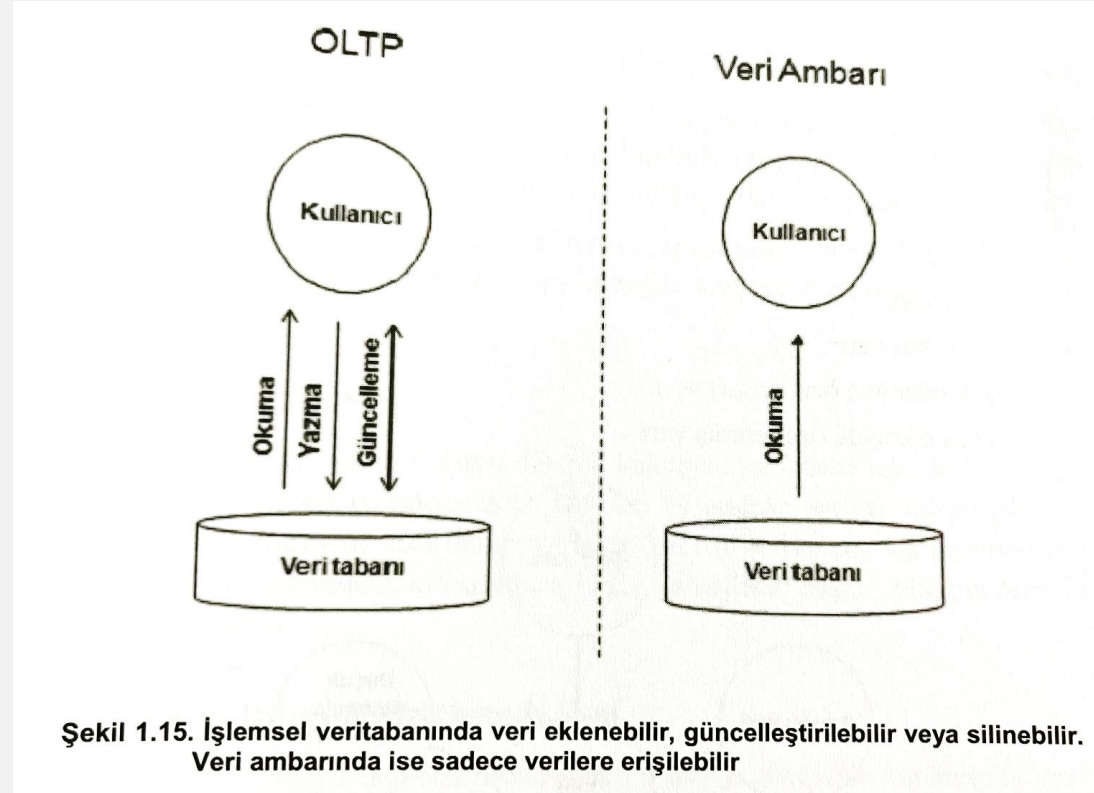 OLTP
Kullanıcı
Okuma
Yazma
Güncelleme
Veri tabanı
Veri Ambarı
Kullanıcı
Okuma
Veri tabanı
Şekil 1.15. İşlemsel veritabanında veri eklenebilir, güncelleştirilebilir veya silinebilir.
Veri ambarında ise sadece verilere erişilebilir